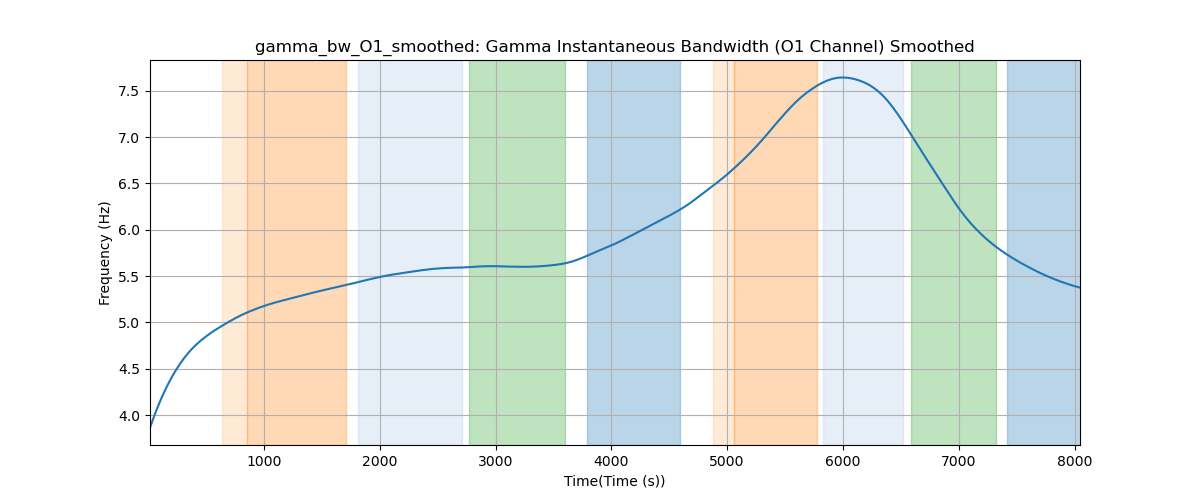 gamma_bw_O1_smoothed: Gamma Instantaneous Bandwidth (O1 Channel) Smoothed
7.5
7.0
6.5
6.0
5.5
5.0
4.5
4.0
Frequency (Hz)
1000 2000 3000 4000 5000 6000 7000 8000
Time(Time (s))